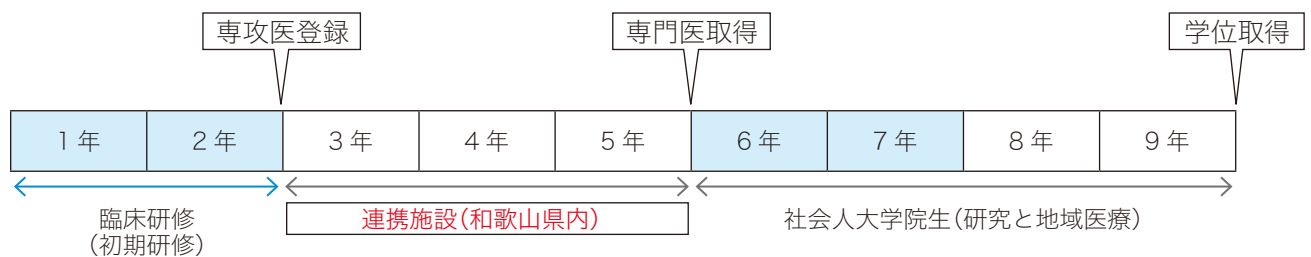 専攻医登録
専門医取得
学位取得
1年
2年
3年
4年
5年
6年
7年
8年
9年
臨床研修
(初期研修)
連携施設(和歌山県内)
社会人大学院生(研究と地域医療)